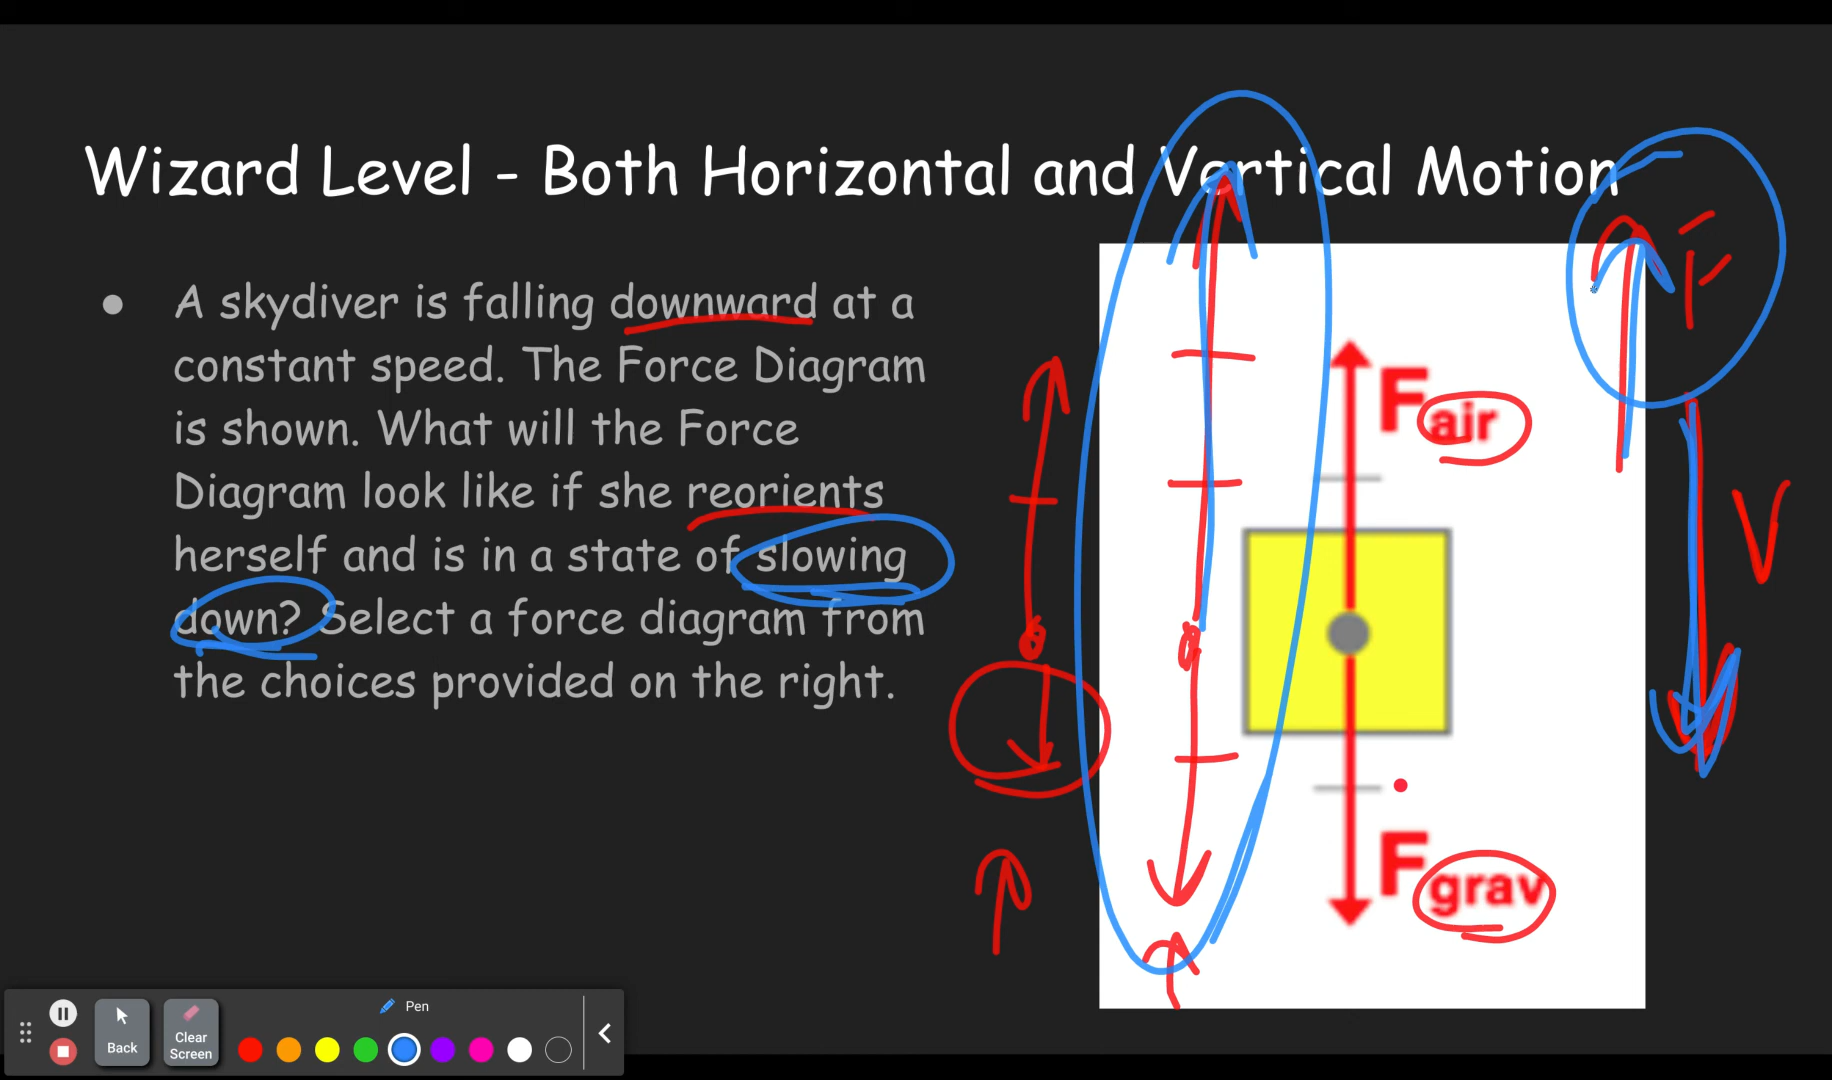 Wizard Level - Both Horizontal and Vertical Motion
● A skydiver is falling downward at a
constant speed. The Force Diagram
is shown. What will the Force
Diagram look like if she reorients
herself and is in a state of slowing
down? Select a force diagram from
the choices provided on the right.
Fair
Fgrav
F
V
Pen
Back
Clear
Screen